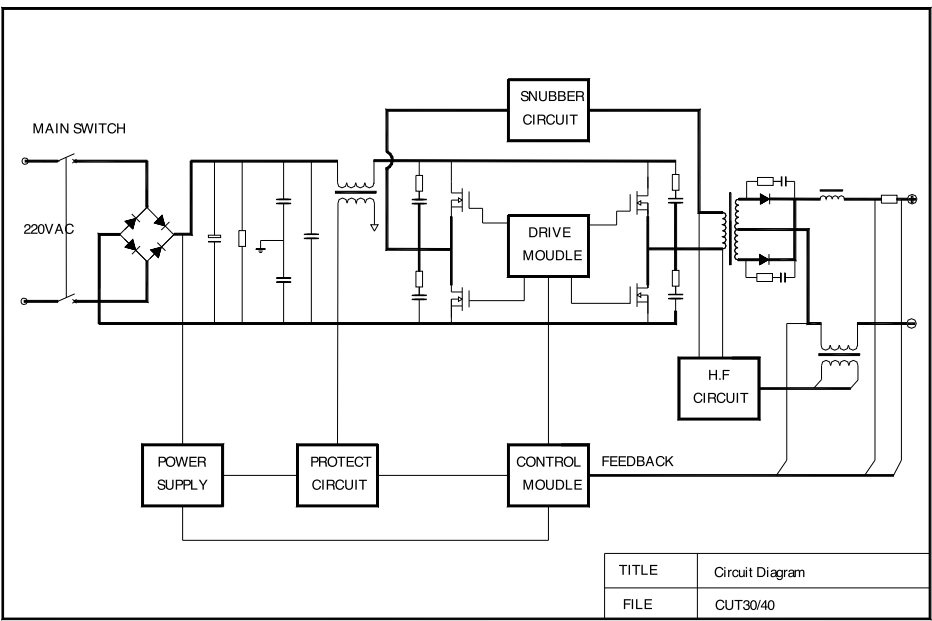 SNUBBER
CIRCUIT
MAIN SWITCH
220VAC
DRIVE
MOUDLE
H.F
CIRCUIT
POWER
SUPPLY
PROTECT
CIRCUIT
CONTROL
MOUDLE
FEEDBACK
TITLE
Circuit Diagram
FILE
CUT30/40